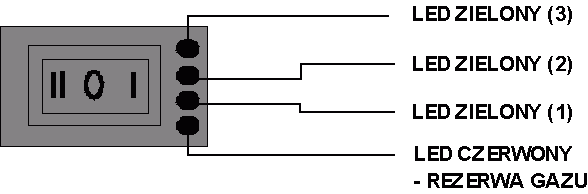 LED ZIELONY (3)
LED ZIELONY (2)
II O I
LED ZIELONY (1)
LED CZERWONY
- REZERWA GAZU